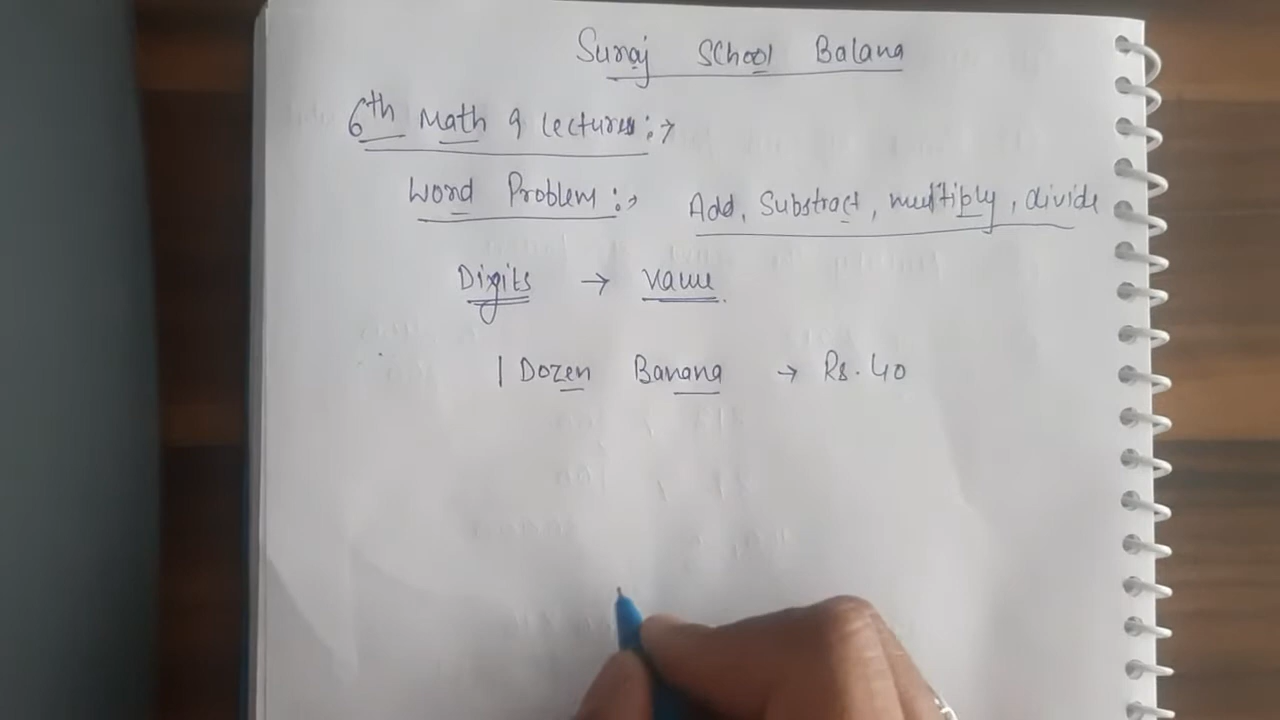 Suraj School Balana
6th Math 9 Lectures:→
Word Problem:→ Add, Substract, multiply, divide
Digits → value.
1 Dozen Banana → Rs. 40